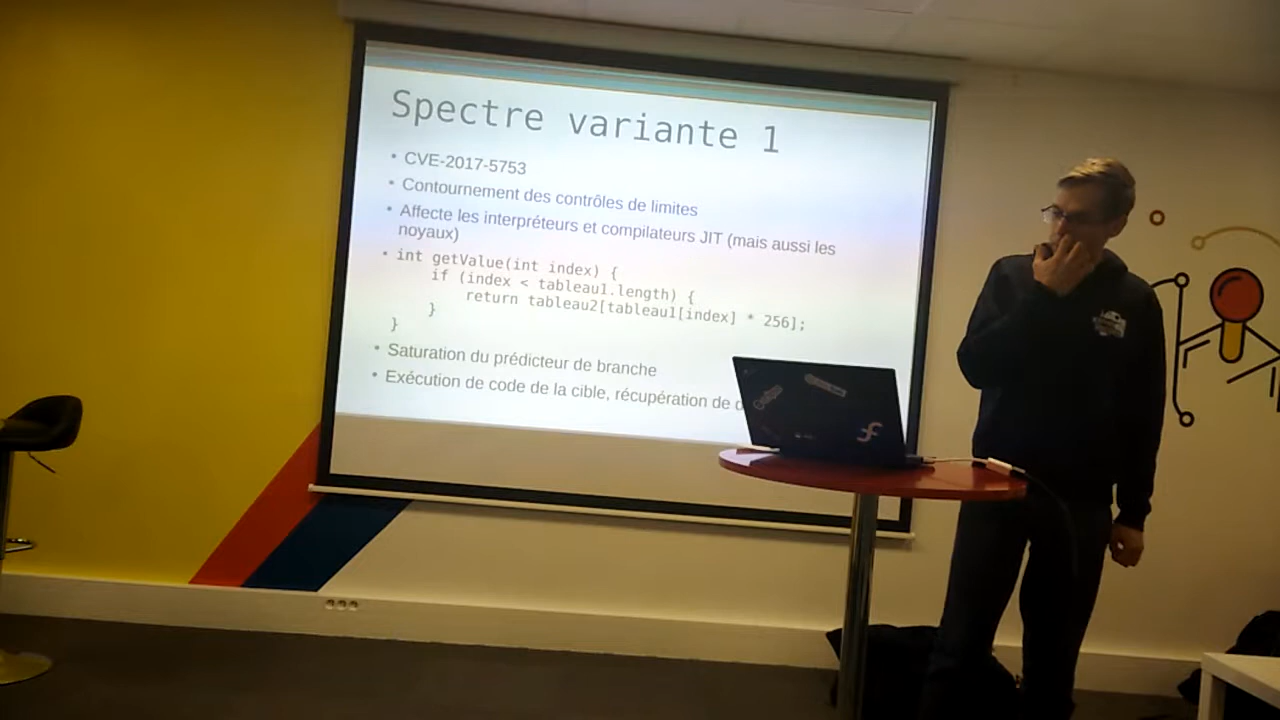 Spectre variante 1
• CVE-2017-5753
• Contournement des contrôles de limites
• Affecte les interpréteurs et compilateurs JIT (mais aussi les
noyaux)
• int getValue(int index) {
if (index < tableau1.length) {
return tableau2[tableau1[index] * 256];
}
}
• Saturation du prédicteur de branche
• Exécution de code de la cible, récupération de